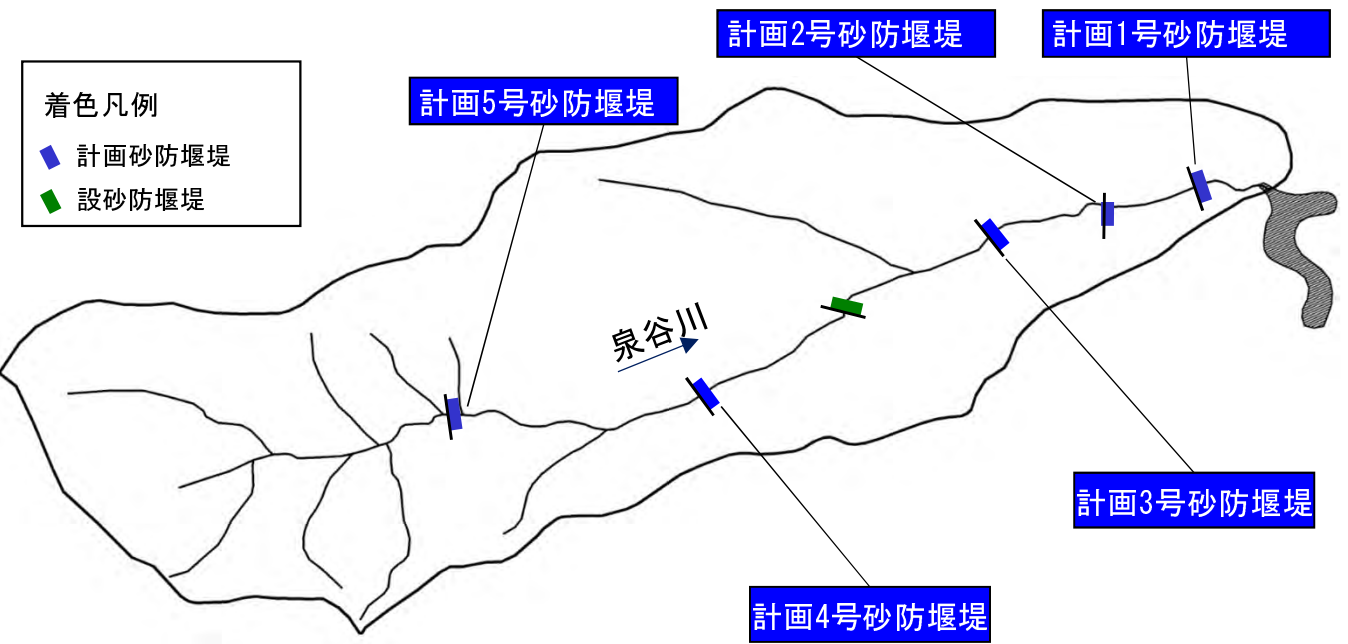 計画2号砂防堰堤
計画1号砂防堰堤
計画5号砂防堰堤
着色凡例
計画砂防堰堤
設砂防堰堤
泉谷川
計画3号砂防堰堤
計画4号砂防堰堤